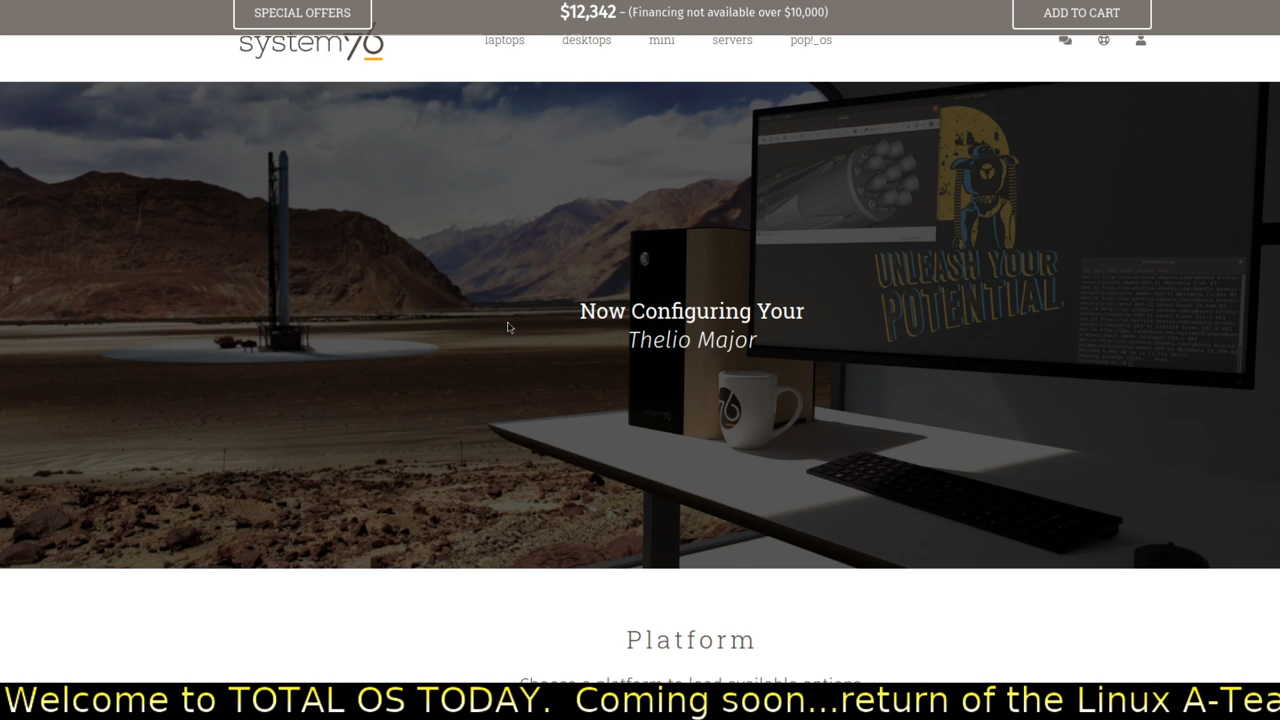 SPECIAL OFFERS
$12,342 – (Financing not available over $10,000)
ADD TO CART
system76
laptops desktops mini servers pop!_os
UNLEASH YOUR
POTENTIAL
Now Configuring Your
Thelio Major
76
Platform
Choose a platform to load available options
Welcome to TOTAL OS TODAY. Coming soon...return of the Linux A-Tea